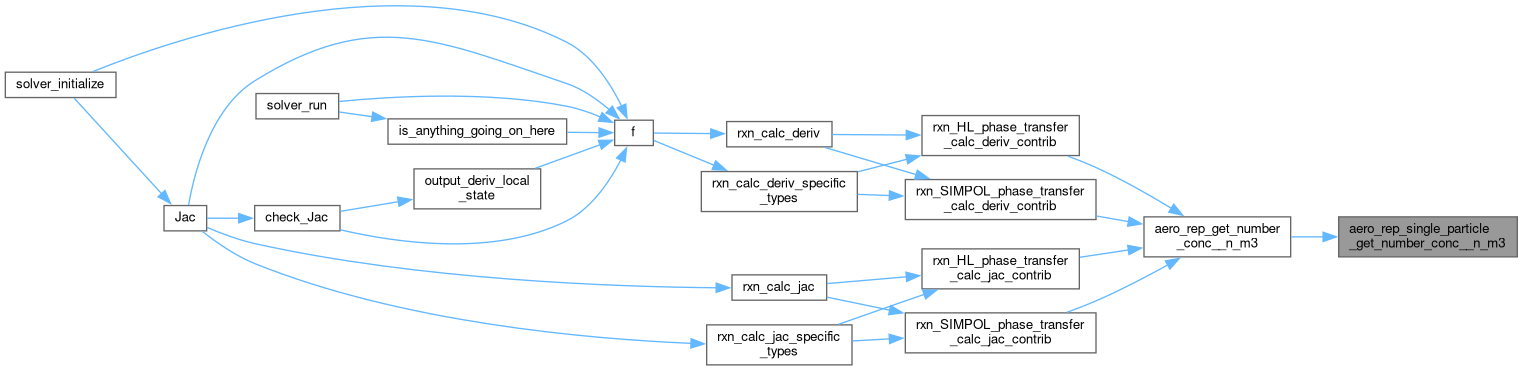 solver_initialize
solver_run
is_anything_going_on_here
f
rxn_calc_deriv
rxn_HL_phase_transfer
_calc_deriv_contrib
output_deriv_local
_state
rxn_calc_deriv_specific
_types
rxn_SIMPOL_phase_transfer
_calc_deriv_contrib
Jac
check_Jac
aero_rep_get_number
_conc__n_m3
aero_rep_single_particle
_get_number_conc__n_m3
rxn_HL_phase_transfer
_calc_jac_contrib
rxn_calc_jac
rxn_calc_jac_specific
_types
rxn_SIMPOL_phase_transfer
_calc_jac_contrib